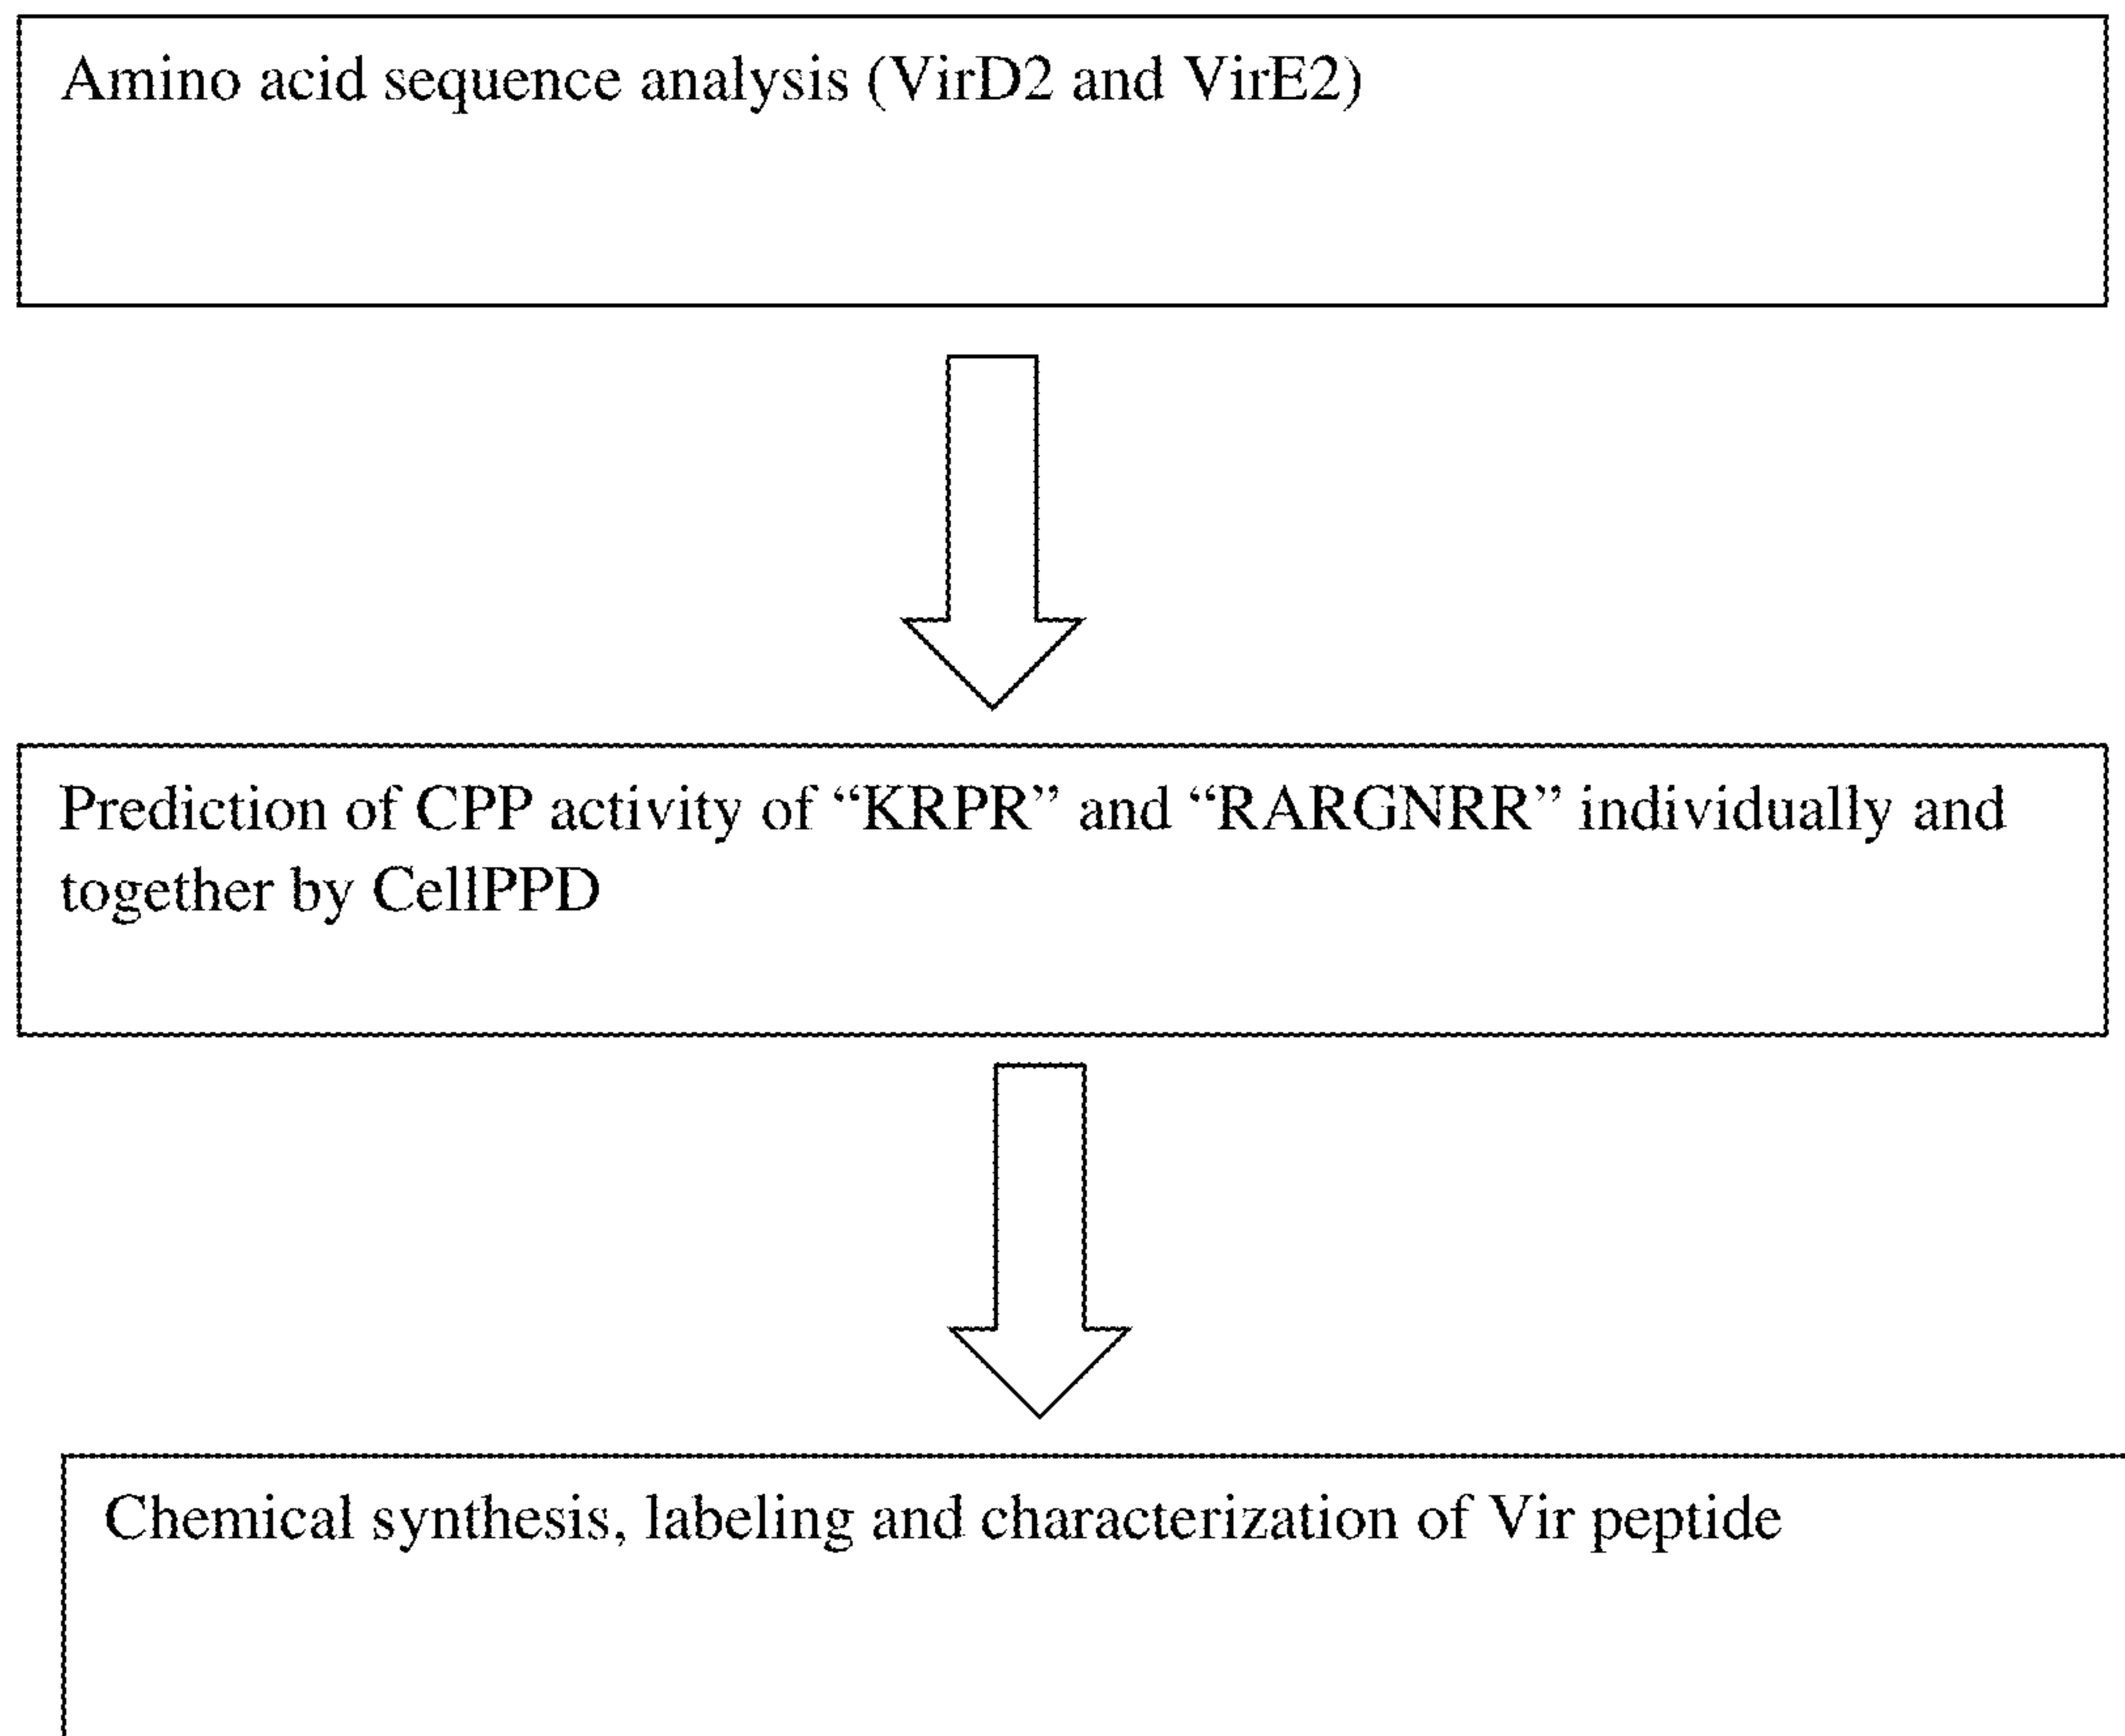 Amino acid sequence analysis (VirD2 and VirE2)
Prediction of CPP activity of “KRPR” and “RARGNRR” individually and
together by CellPPD
Chemical synthesis, labeling and characterization of Vir peptide